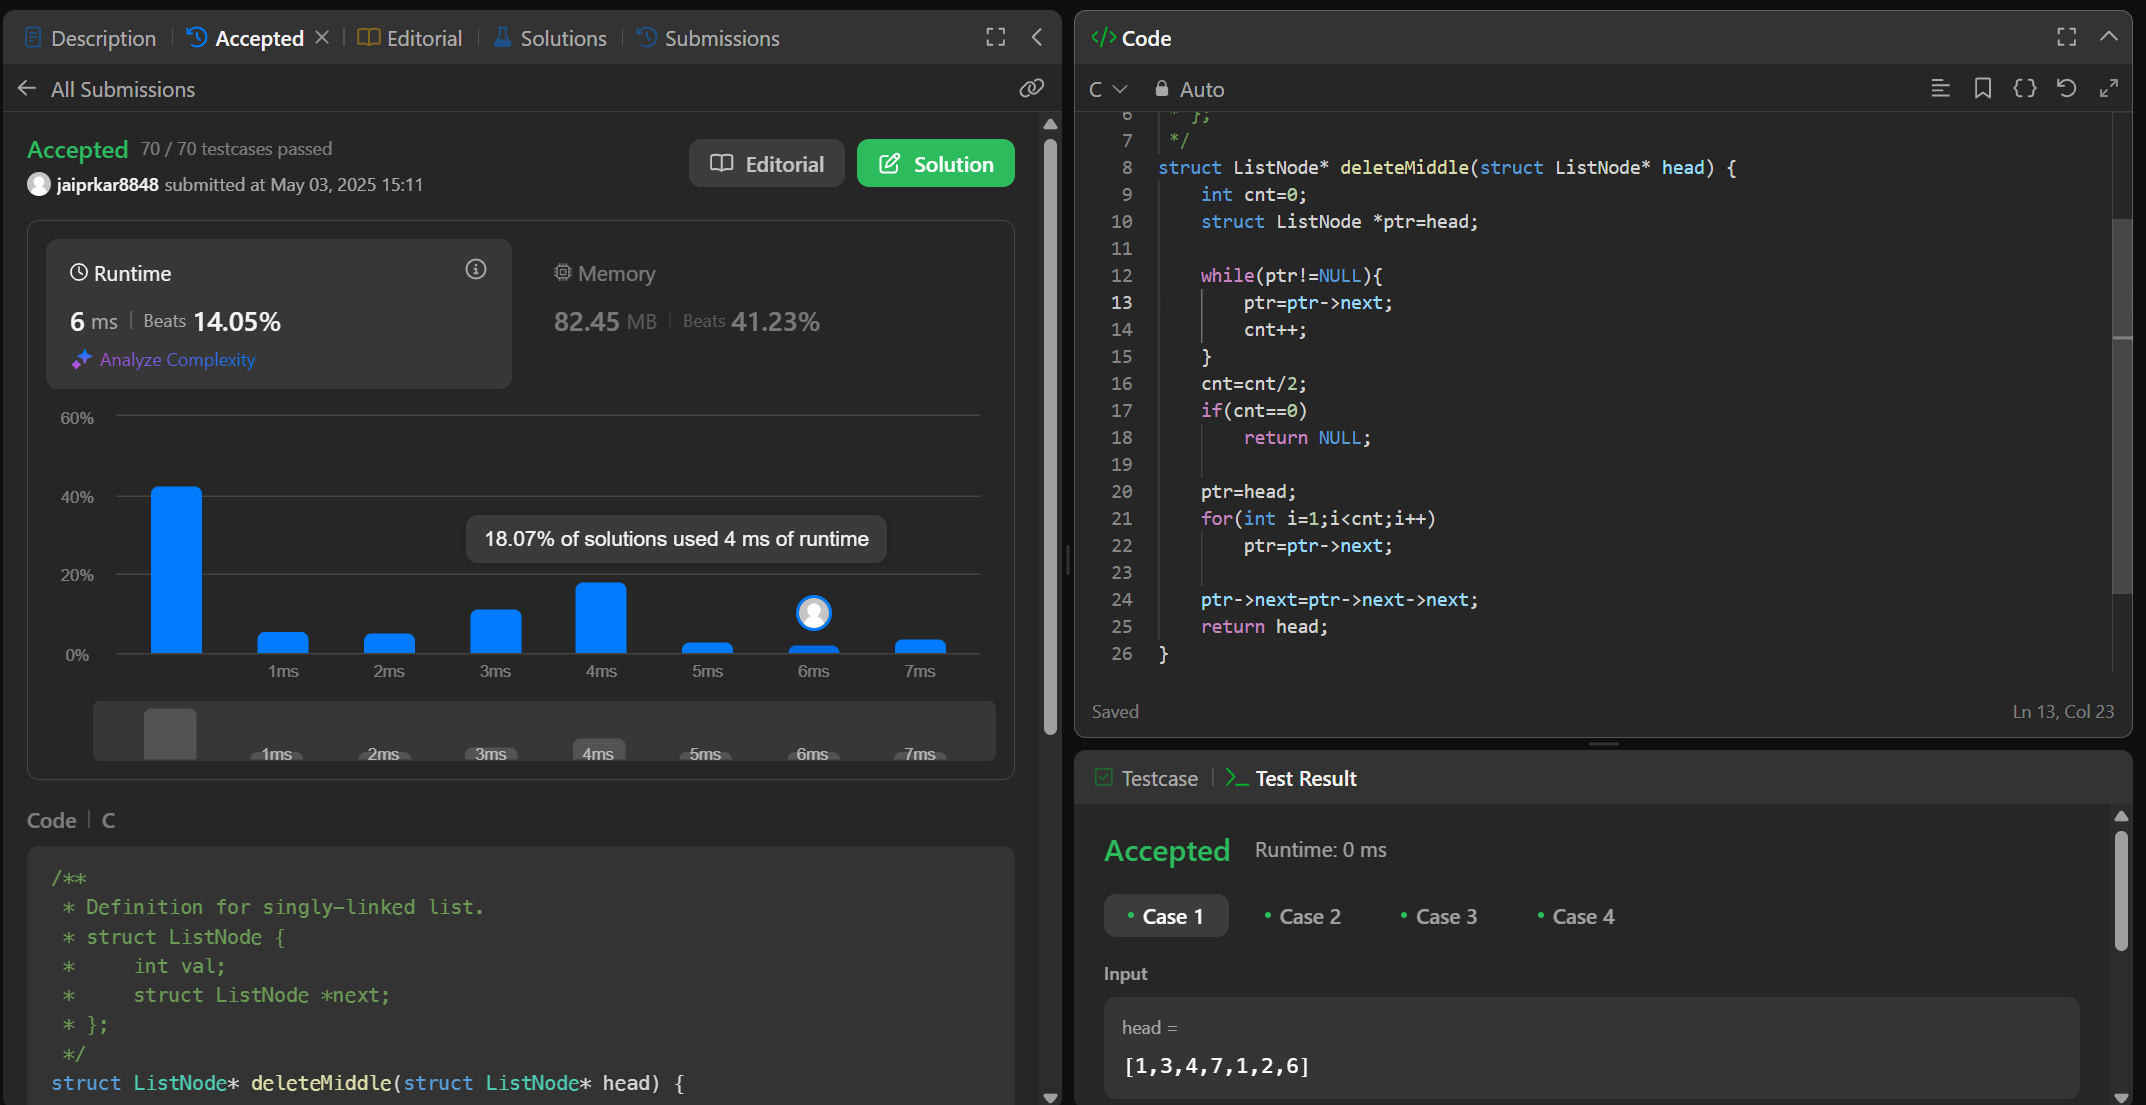 Description
Accepted
Editorial
Solutions
Submissions
All Submissions
Accepted 70 / 70 testcases passed
jaiprkar8848 submitted at May 03, 2025 15:11
Editorial
Solution
Runtime
6 ms Beats 14.05%
Analyze Complexity
Memory
82.45 MB Beats 41.23%
60%
40%
20%
0%
18.07% of solutions used 4 ms of runtime
1ms 2ms 3ms 4ms 5ms 6ms 7ms
1ms 2ms 3ms 4ms 5ms 6ms 7ms
Code C
/**
 * Definition for singly-linked list.
 * struct ListNode {
 *     int val;
 *     struct ListNode *next;
 * };
 */
struct ListNode* deleteMiddle(struct ListNode* head) {
</> Code
C Auto
6 * };
7 */
8 struct ListNode* deleteMiddle(struct ListNode* head) {
9     int cnt=0;
10     struct ListNode *ptr=head;
11
12     while(ptr!=NULL){
13         ptr=ptr->next;
14         cnt++;
15     }
16     cnt=cnt/2;
17     if(cnt==0)
18         return NULL;
19
20     ptr=head;
21     for(int i=1;i<cnt;i++)
22         ptr=ptr->next;
23
24     ptr->next=ptr->next->next;
25     return head;
26 }
Saved
Ln 13, Col 23
Testcase
>_ Test Result
Accepted Runtime: 0 ms
• Case 1 • Case 2 • Case 3 • Case 4
Input
head =
[1,3,4,7,1,2,6]